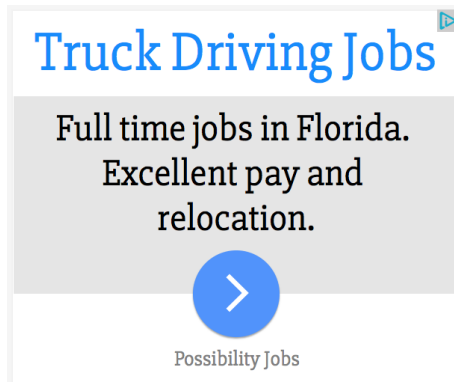 Truck Driving Jobs
Full time jobs in Florida.
Excellent pay and
relocation.
Possibility Jobs